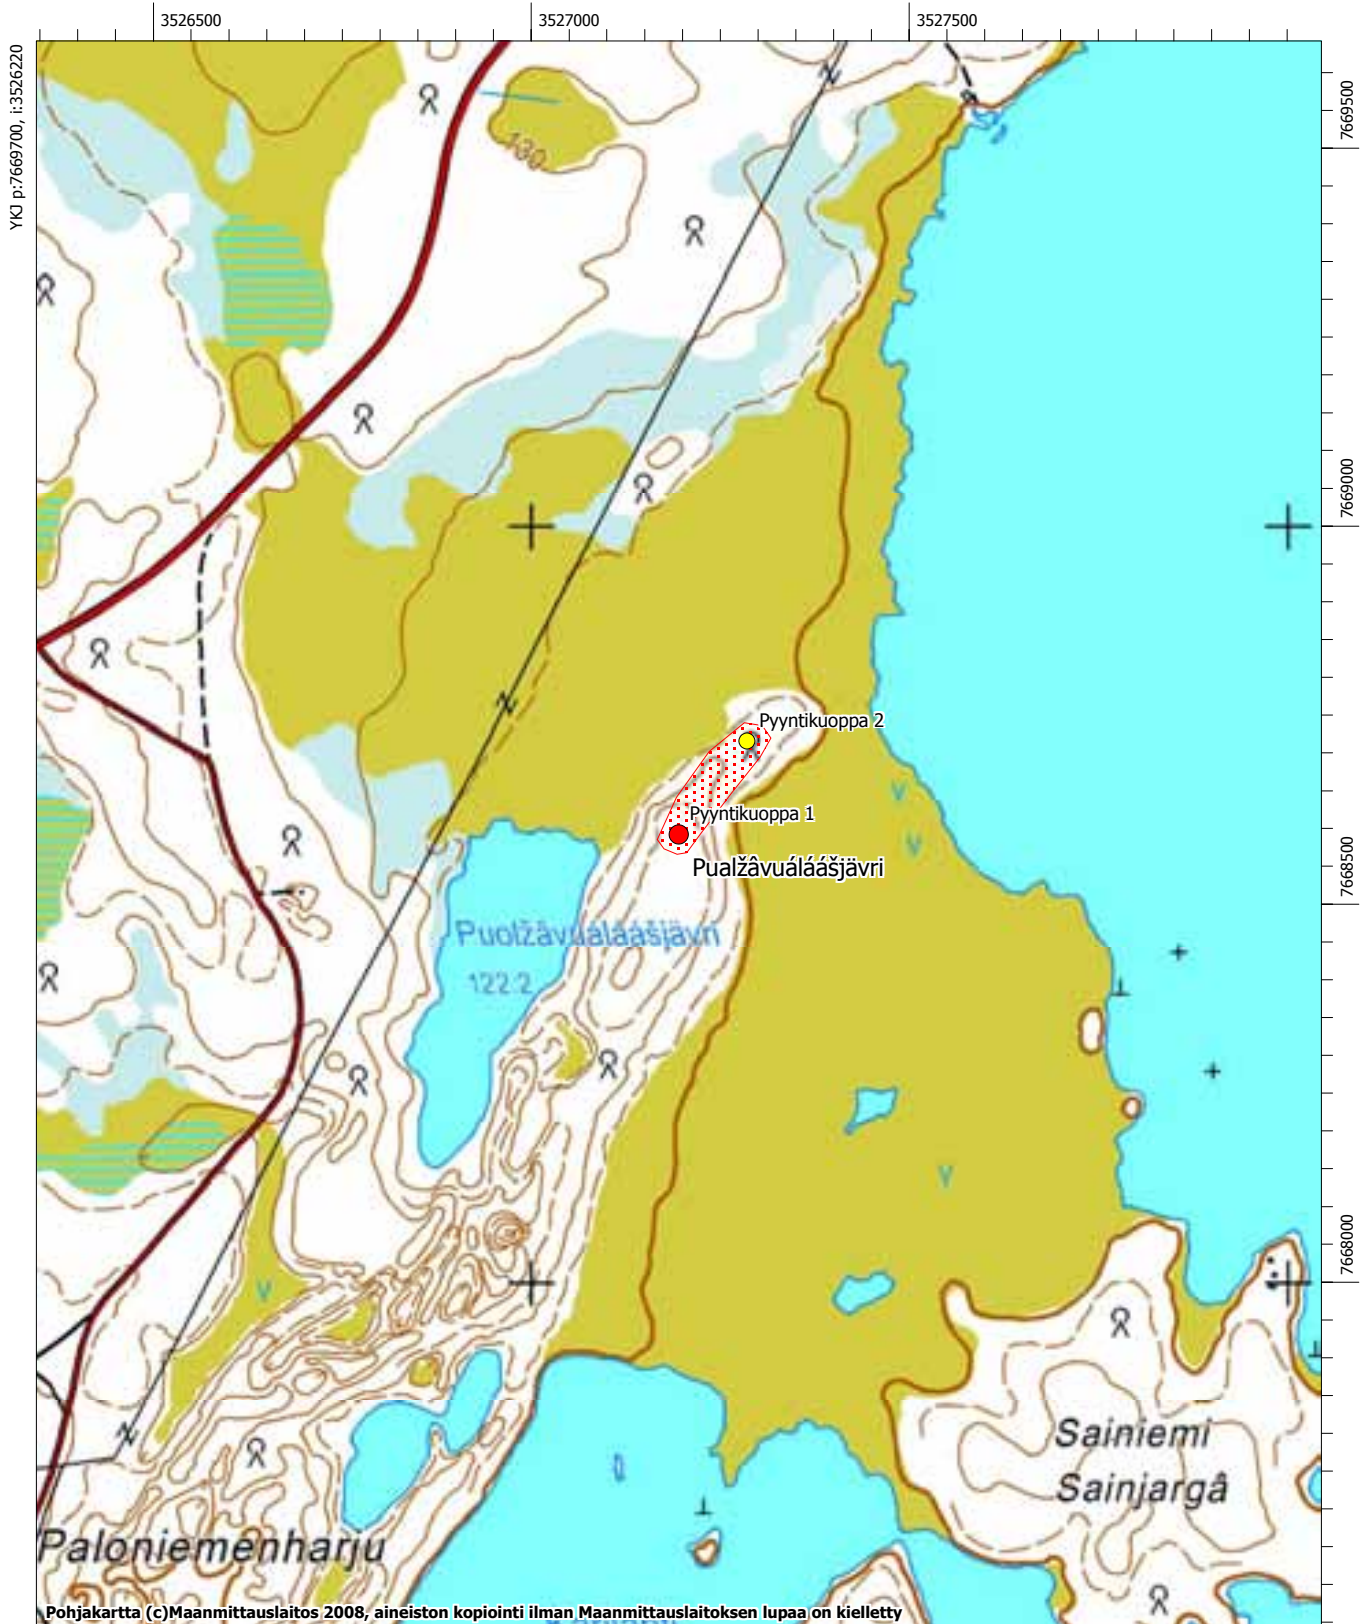 3526500
3527000
3527500
YKJ p:7669700, i:3526220
7669500
130
7669000
Pyyntikuoppa 2
Pyyntikuoppa 1
Pualžâvuáláášjävri
7668500
Puolžâvuáláášjävri
122.2
7668000
Sainiemi
Sainjargâ
Paloniemenharju
Pohjakartta (c)Maanmittauslaitos 2008, aineiston kopiointi ilman Maanmittauslaitoksen lupaa on kielletty